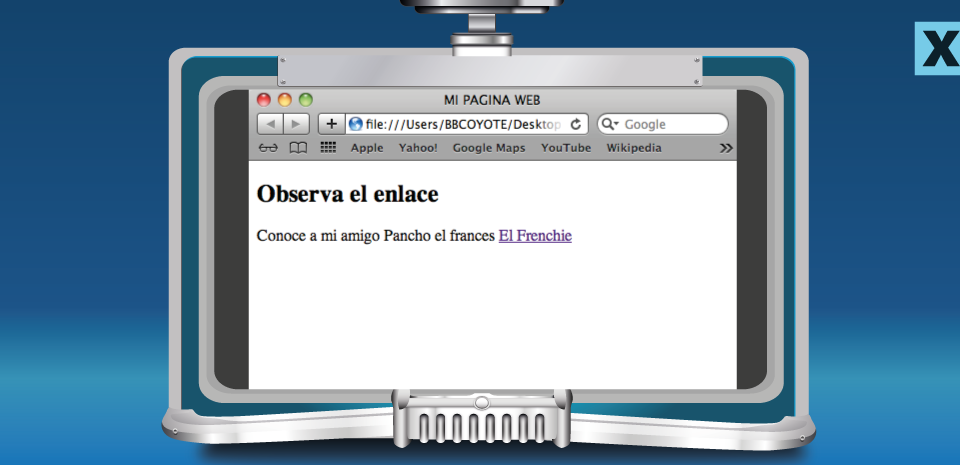 X
MI PAGINA WEB
+ file:///Users/BBCOYOTE/Desktop Google
Apple Yahoo! Google Maps YouTube Wikipedia
Observa el enlace
Conoce a mi amigo Pancho el frances El Frenchie